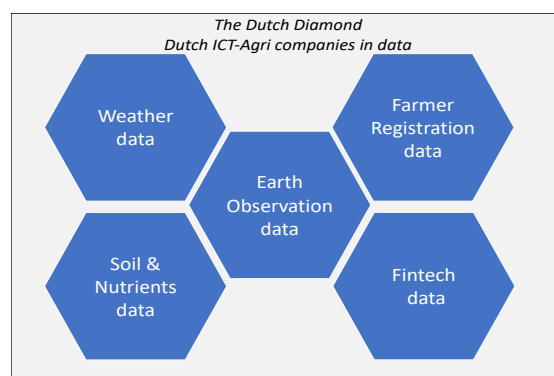 The Dutch Diamond
Dutch ICT-Agri companies in data
Weather
data
Farmer
Registration
data
Earth
Observation
data
Soil &
Nutrients
data
Fintech
data